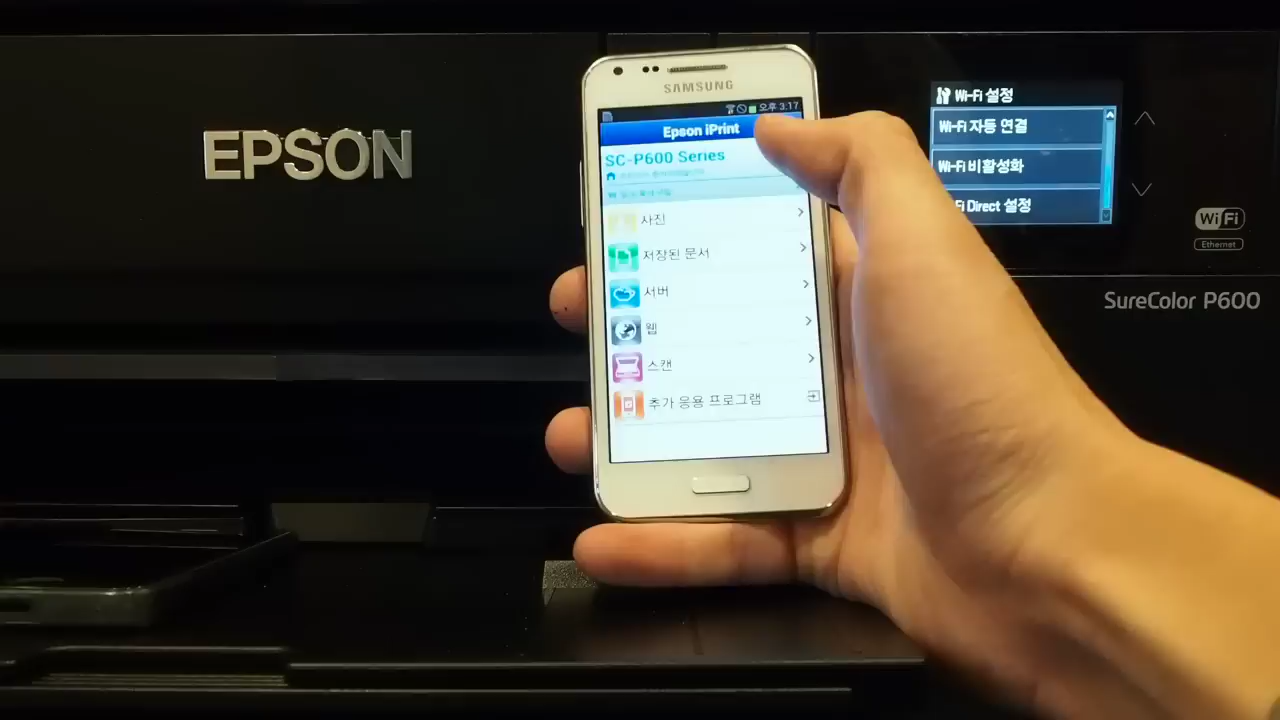 EPSON
SAMSUNG
오후 3:17
Epson iPrint
SC-P600 Series
사진
저장된 문서
서버
웹
스캔
추가 응용 프로그램
Wi-Fi 설정
Wi-Fi 자동 연결
Wi-Fi 비활성화
Fi Direct 설정
WiFi
Ethernet
SureColor P600